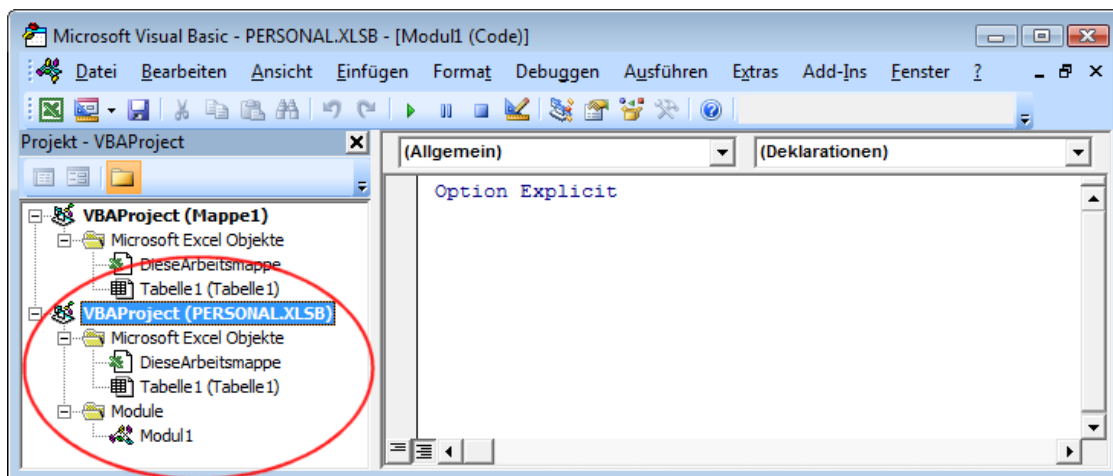 Microsoft Visual Basic - PERSONAL.XLSB - [Modul1 (Code)]
Datei Bearbeiten Ansicht Einfügen Format Debuggen Ausführen Extras Add-Ins Fenster ?
Projekt - VBAProject
(Allgemein) (Deklarationen)
Option Explicit
VBAProject (Mappe1)
Microsoft Excel Objekte
DieseArbeitsmappe
Tabelle1 (Tabelle1)
VBAProject (PERSONAL.XLSB)
Microsoft Excel Objekte
DieseArbeitsmappe
Tabelle1 (Tabelle1)
Module
Modul1